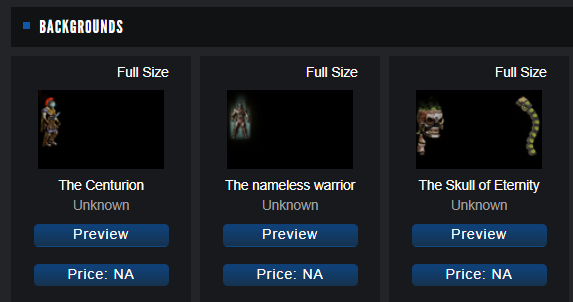 BACKGROUNDS
Full Size
The Centurion
Unknown
Preview
Price: NA
Full Size
The nameless warrior
Unknown
Preview
Price: NA
Full Size
The Skull of Eternity
Unknown
Preview
Price: NA